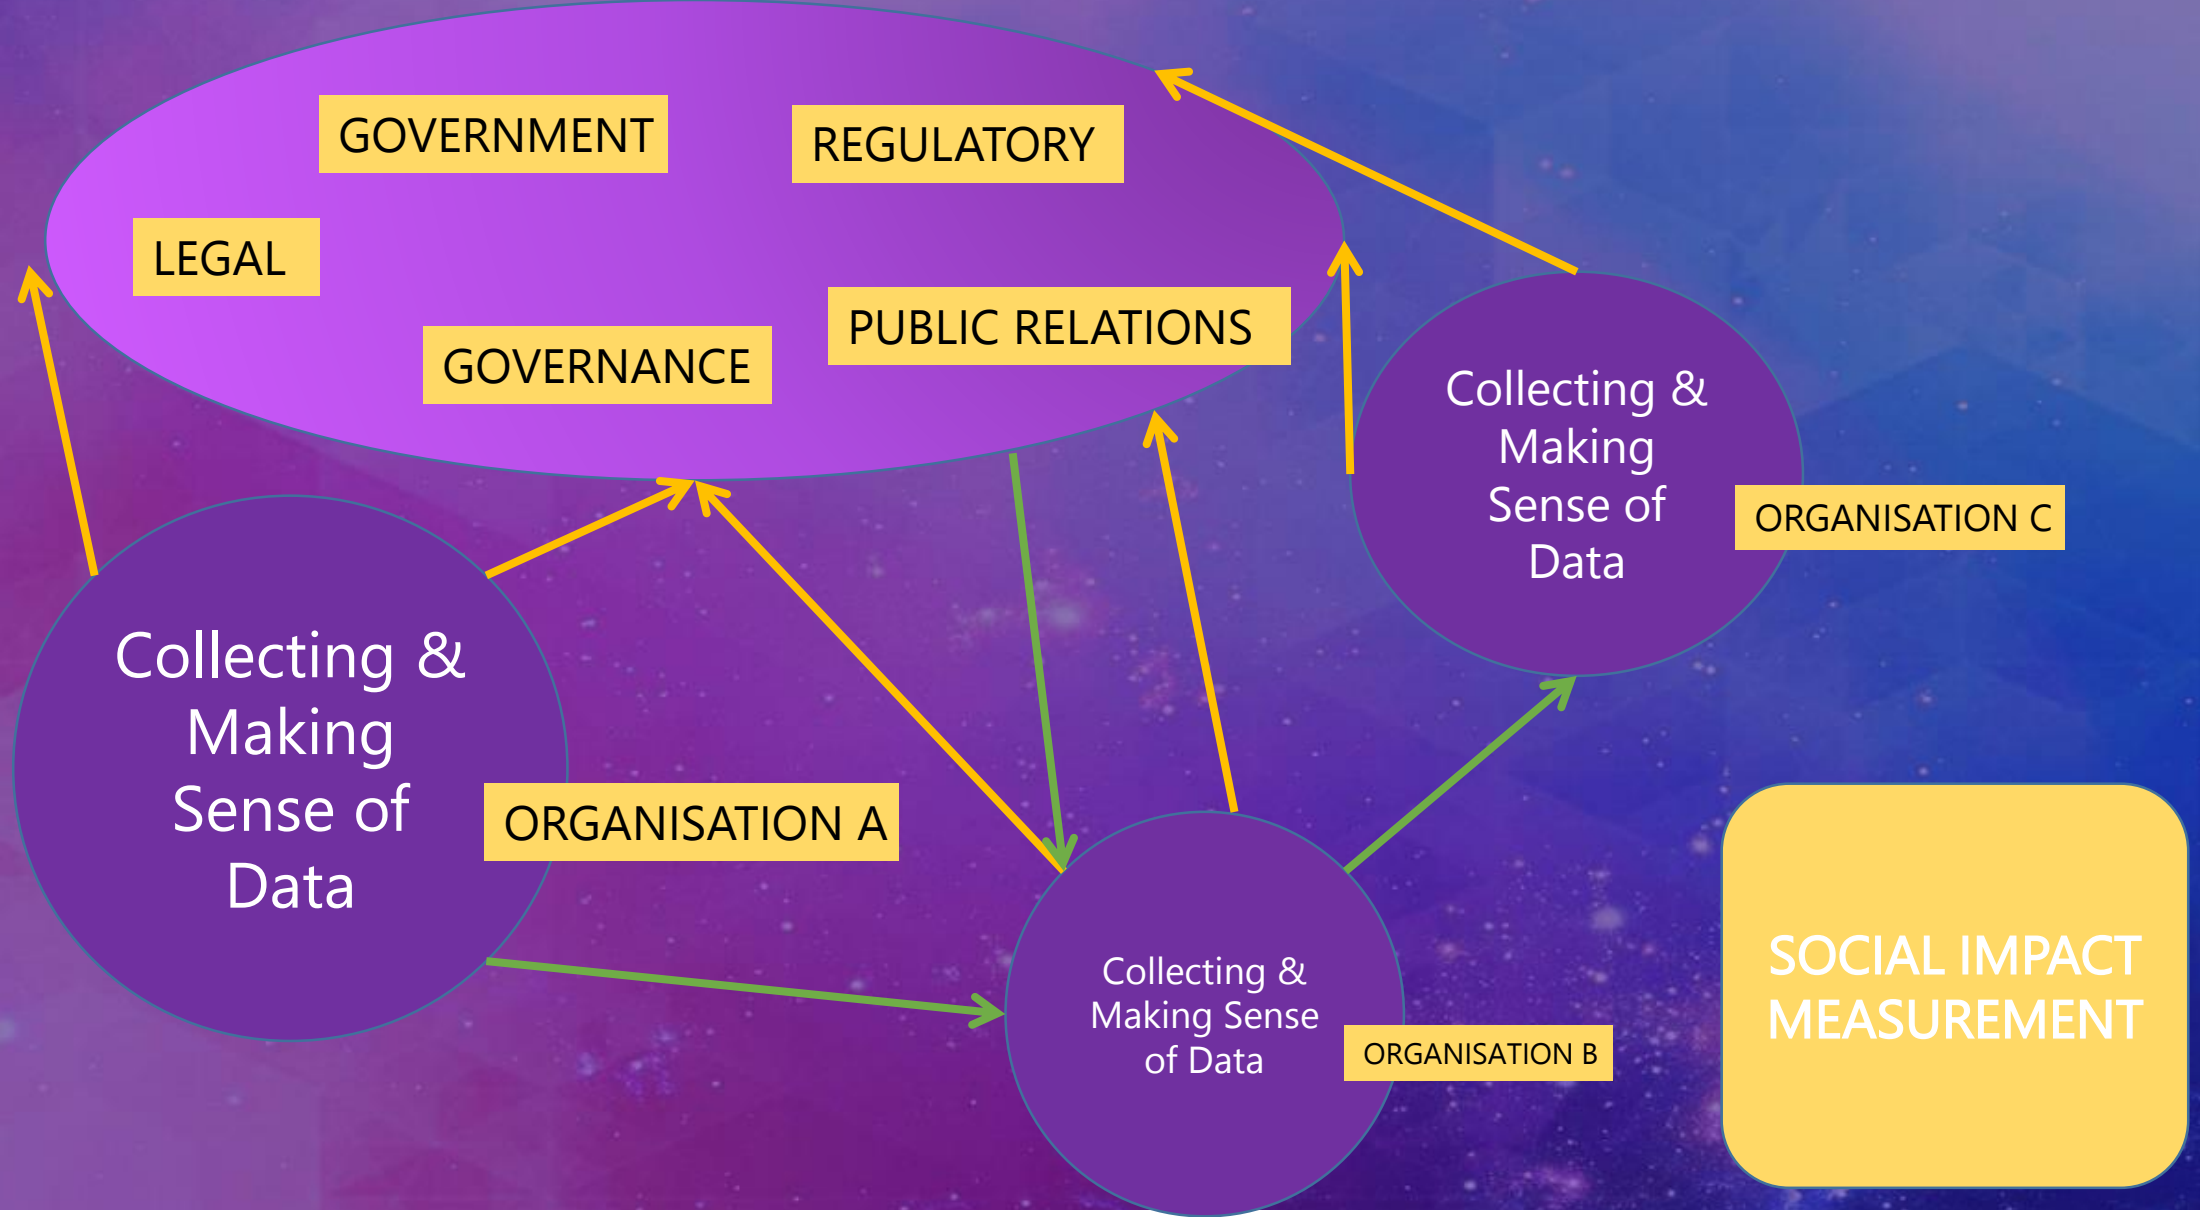 GOVERNMENT
REGULATORY
LEGAL
PUBLIC RELATIONS
GOVERNANCE
Collecting &
Making
Sense of
Data
ORGANISATION C
Collecting &
Making
Sense of
Data
ORGANISATION A
Collecting &
Making Sense
of Data
ORGANISATION B
SOCIAL IMPACT
MEASUREMENT